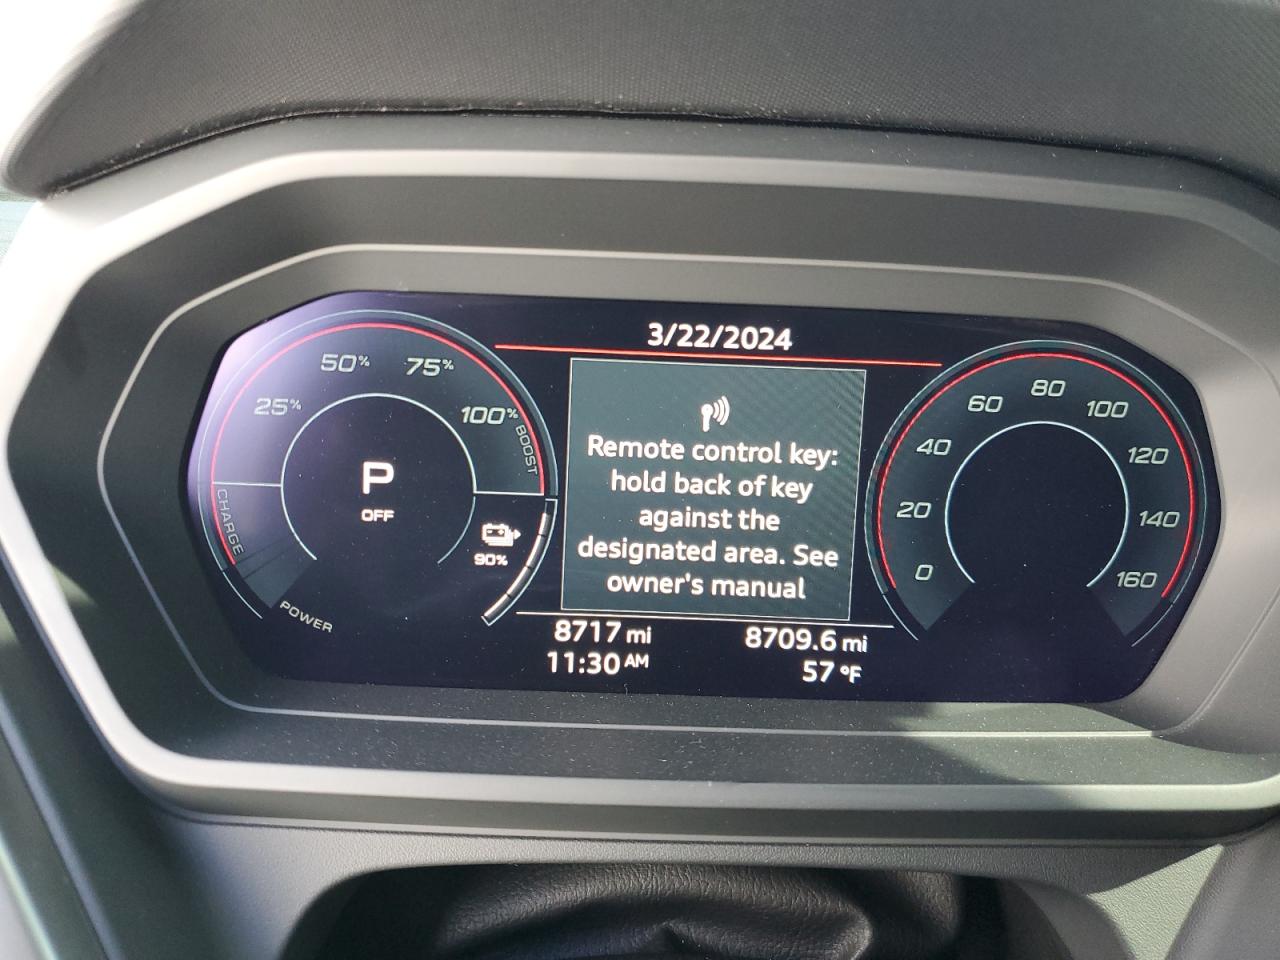 3/22/2024
50% 75%
25% 100%
BOOST
P
OFF
CHARGE
90%
POWER
Remote control key:
hold back of key
against the
designated area. See
owner's manual
8717 mi 8709.6 mi
11:30 AM 57 °F
80
60 100
40 120
20 140
0 160